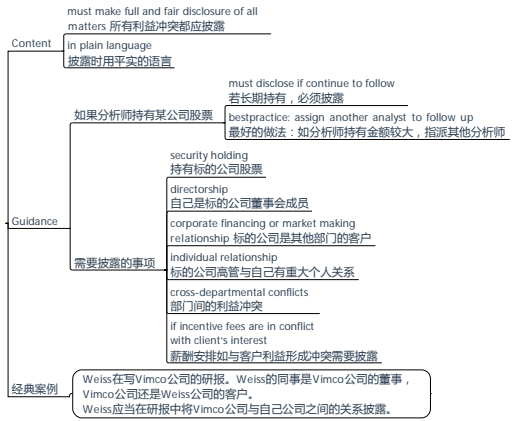 Content
must make full and fair disclosure of all
matters 所有利益冲突都应披露
in plain language
披露时用平实的语言
Guidance
如果分析师持有某公司股票
must disclose if continue to follow
若长期持有，必须披露
bestpractice: assign another analyst to follow up
最好的做法：如分析师持有金额较大，指派其他分析师
需要披露的事项
security holding
持有标的公司股票
directorship
自己是标的公司董事会成员
corporate financing or market making
relationship 标的公司是其他部门的客户
individual relationship
标的公司高管与自己有重大个人关系
cross-departmental conflicts
部门间的利益冲突
if incentive fees are in conflict
with client's interest
薪酬安排如与客户利益形成冲突需要披露
经典案例
Weiss在写Vimco公司的研报。Weiss的同事是Vimco公司的董事，
Vimco公司还是Weiss公司的客户。
Weiss应当在研报中将Vimco公司与自己公司之间的关系披露。